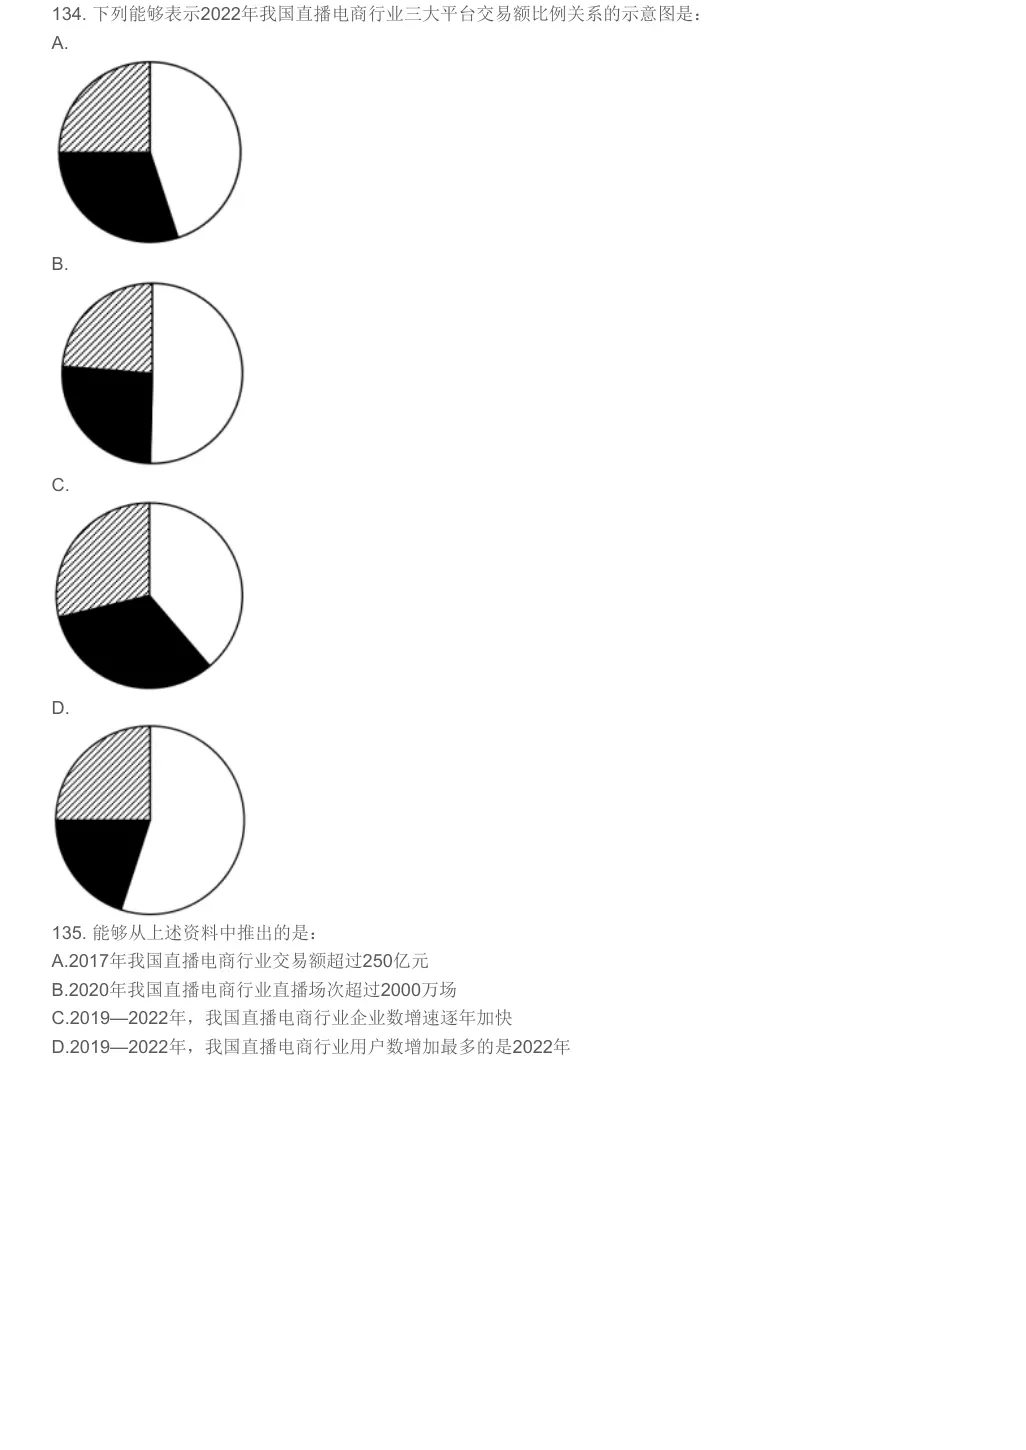 134. 下列能够表示2022年我国直播电商行业三大平台交易额比例关系的示意图是：
A.
B.
C.
D.
135. 能够从上述资料中推出的是：
A.2017年我国直播电商行业交易额超过250亿元
B.2020年我国直播电商行业直播场次超过2000万场
C.2019—2022年，我国直播电商行业企业数增速逐年加快
D.2019—2022年，我国直播电商行业用户数增加最多的是2022年